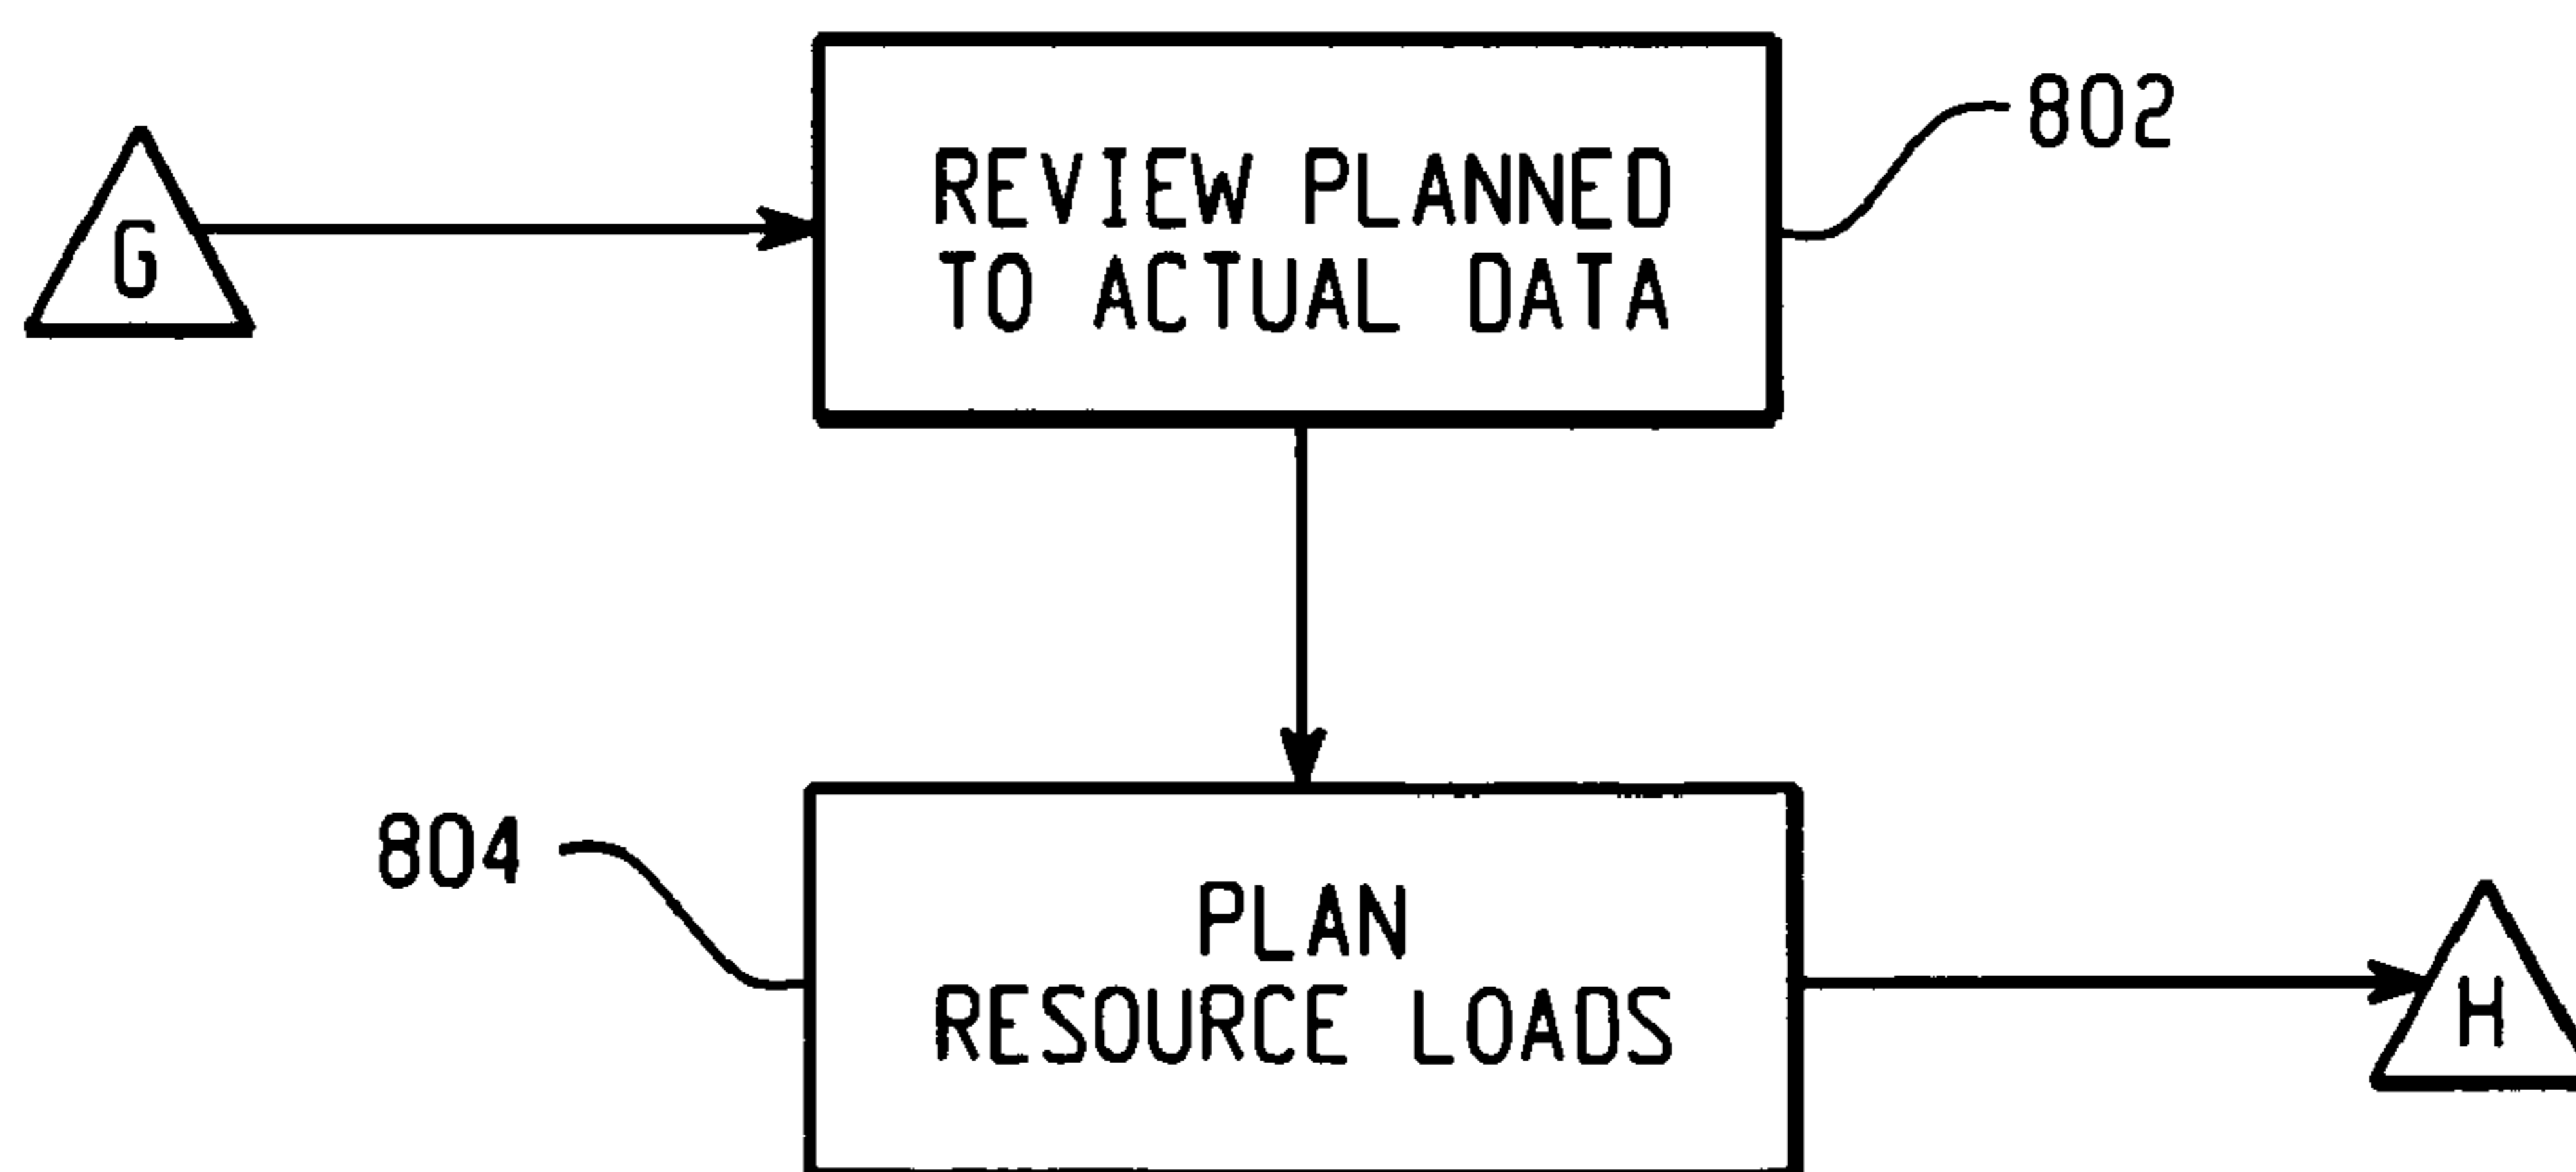 802
G
REVIEW PLANNED
TO ACTUAL DATA
804
PLAN
RESOURCE LOADS
H